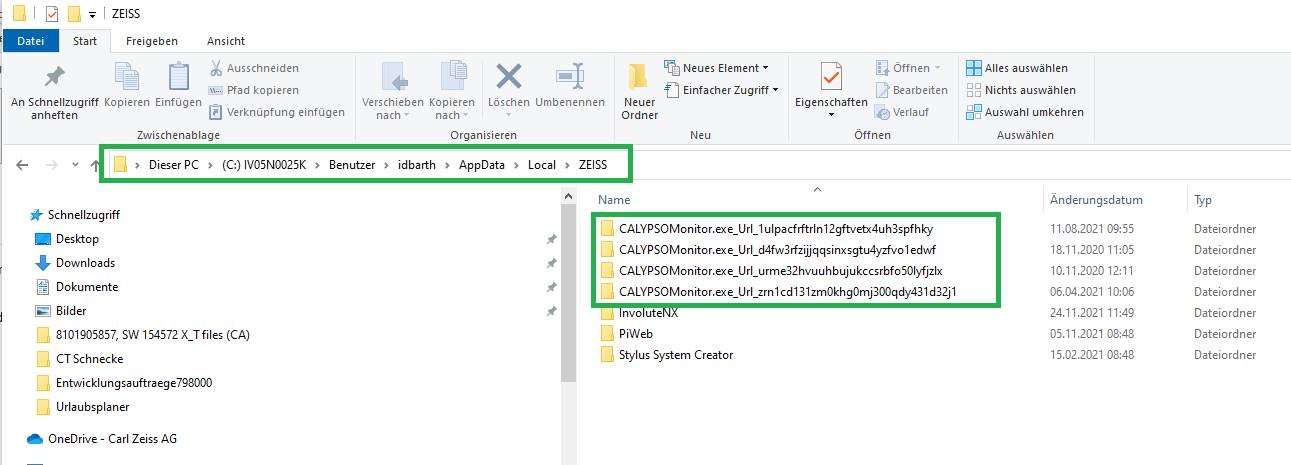 ZEISS
Datei Start Freigeben Ansicht
An Schnellzugriff anheften
Kopieren
Einfügen
Ausschneiden
Pfad kopieren
Verknüpfung einfügen
Zwischenablage
Verschieben nach
Kopieren nach
Löschen
Umbenennen
Organisieren
Neuer Ordner
Neues Element
Einfacher Zugriff
Neu
Eigenschaften
Öffnen
Bearbeiten
Verlauf
Öffnen
Alles auswählen
Nichts auswählen
Auswahl umkehren
Auswählen
Dieser PC > (C:) IV05N0025K > Benutzer > idbarth > AppData > Local > ZEISS
Schnellzugriff
Desktop
Downloads
Dokumente
Bilder
8101905857, SW 154572 X_T files (CA)
CT Schnecke
Entwicklungsauftraege798000
Urlaubsplaner
OneDrive - Carl Zeiss AG
Name Änderungsdatum Typ
CALYPSOMonitor.exe_Url_1ulpacfrftrln12gftvetx4uh3spfhky 11.08.2021 09:55 Dateiordner
CALYPSOMonitor.exe_Url_d4fw3rfzijjqqsinxsgtu4yzfvo1edwf 18.11.2020 11:05 Dateiordner
CALYPSOMonitor.exe_Url_urme32hvuuhbujukccsrbfo50lyfjzlx 10.11.2020 12:11 Dateiordner
CALYPSOMonitor.exe_Url_zrn1cd131zm0khg0mj300qdy431d32j1 06.04.2021 10:06 Dateiordner
InvoluteNX 24.11.2021 11:49 Dateiordner
PiWeb 05.11.2021 08:48 Dateiordner
Stylus System Creator 15.02.2021 08:48 Dateiordner